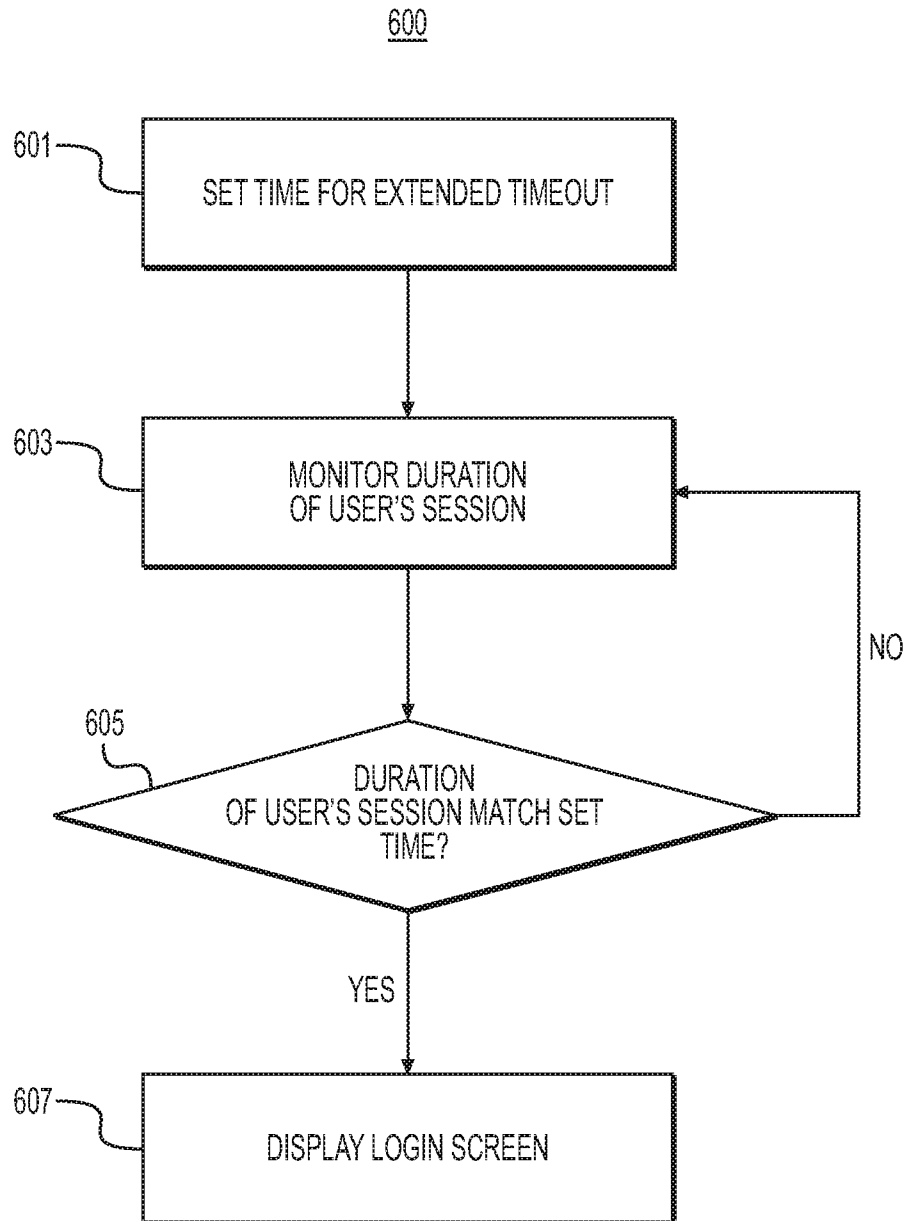 600
601
SET TIME FOR EXTENDED TIMEOUT
603
MONITOR DURATION
OF USER'S SESSION
NO
605
DURATION
OF USER'S SESSION MATCH SET
TIME?
YES
607
DISPLAY LOGIN SCREEN